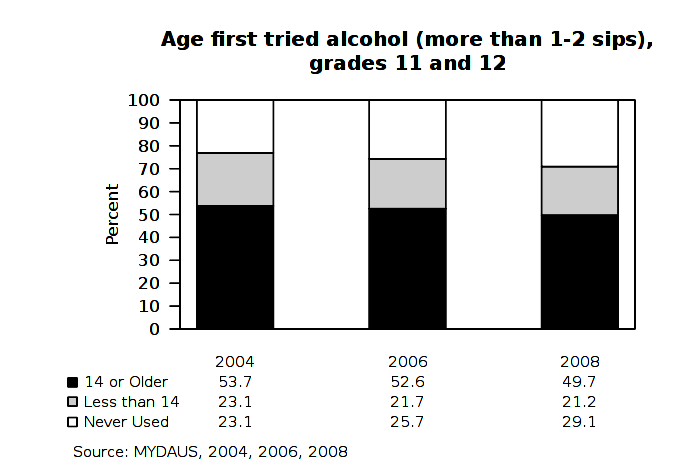 Age first tried alcohol (more than 1-2 sips),
grades 11 and 12
100
90
80
70
60
50
40
30
20
10
0
Percent
2004 2006 2008
14 or Older 53.7 52.6 49.7
Less than 14 23.1 21.7 21.2
Never Used 23.1 25.7 29.1
Source: MYDAUS, 2004, 2006, 2008